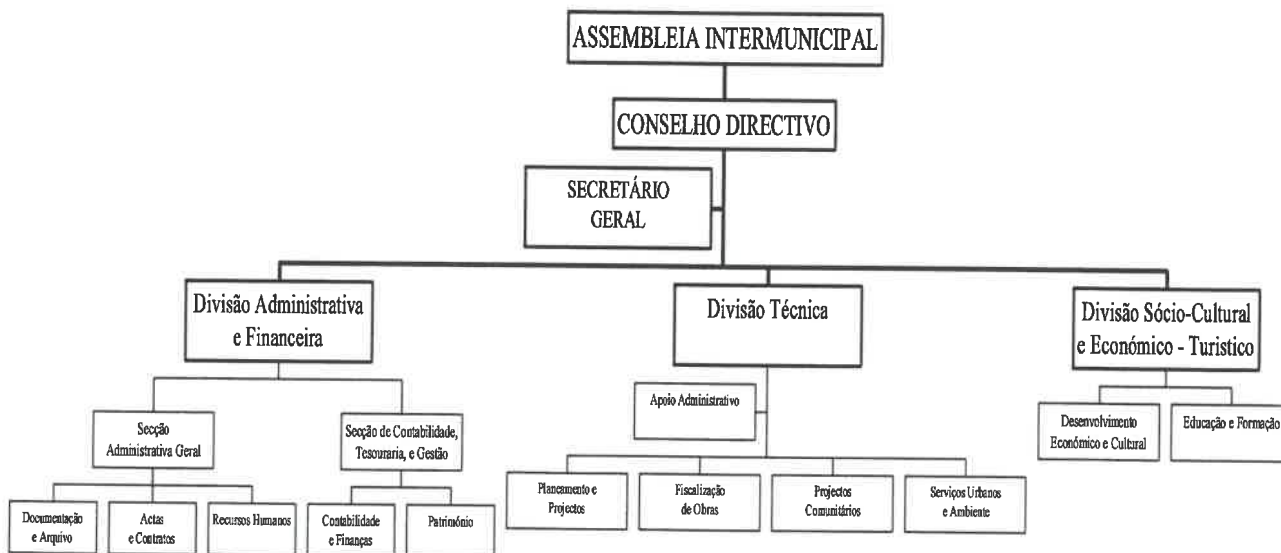 ASSEMBLEIA INTERMUNICIPAL
CONSELHO DIRECTIVO
SECRETÁRIO
GERAL
Divisão Administrativa
e Financeira
Divisão Técnica
Divisão Sócio-Cultural
e Económico - Turistico
Secção
Administrativa Geral
Secção de Contabilidade,
Tesouraria, e Gestão
Apoio Administrativo
Desenvolvimento
Económico e Cultural
Educação e Formação
Documentação
e Arquivo
Actas
e Contratos
Recursos Humanos
Contabilidade
e Finanças
Património
Planeamento e
Projectos
Fiscalização
de Obras
Projectos
Comunitários
Serviços Urbanos
e Ambiente